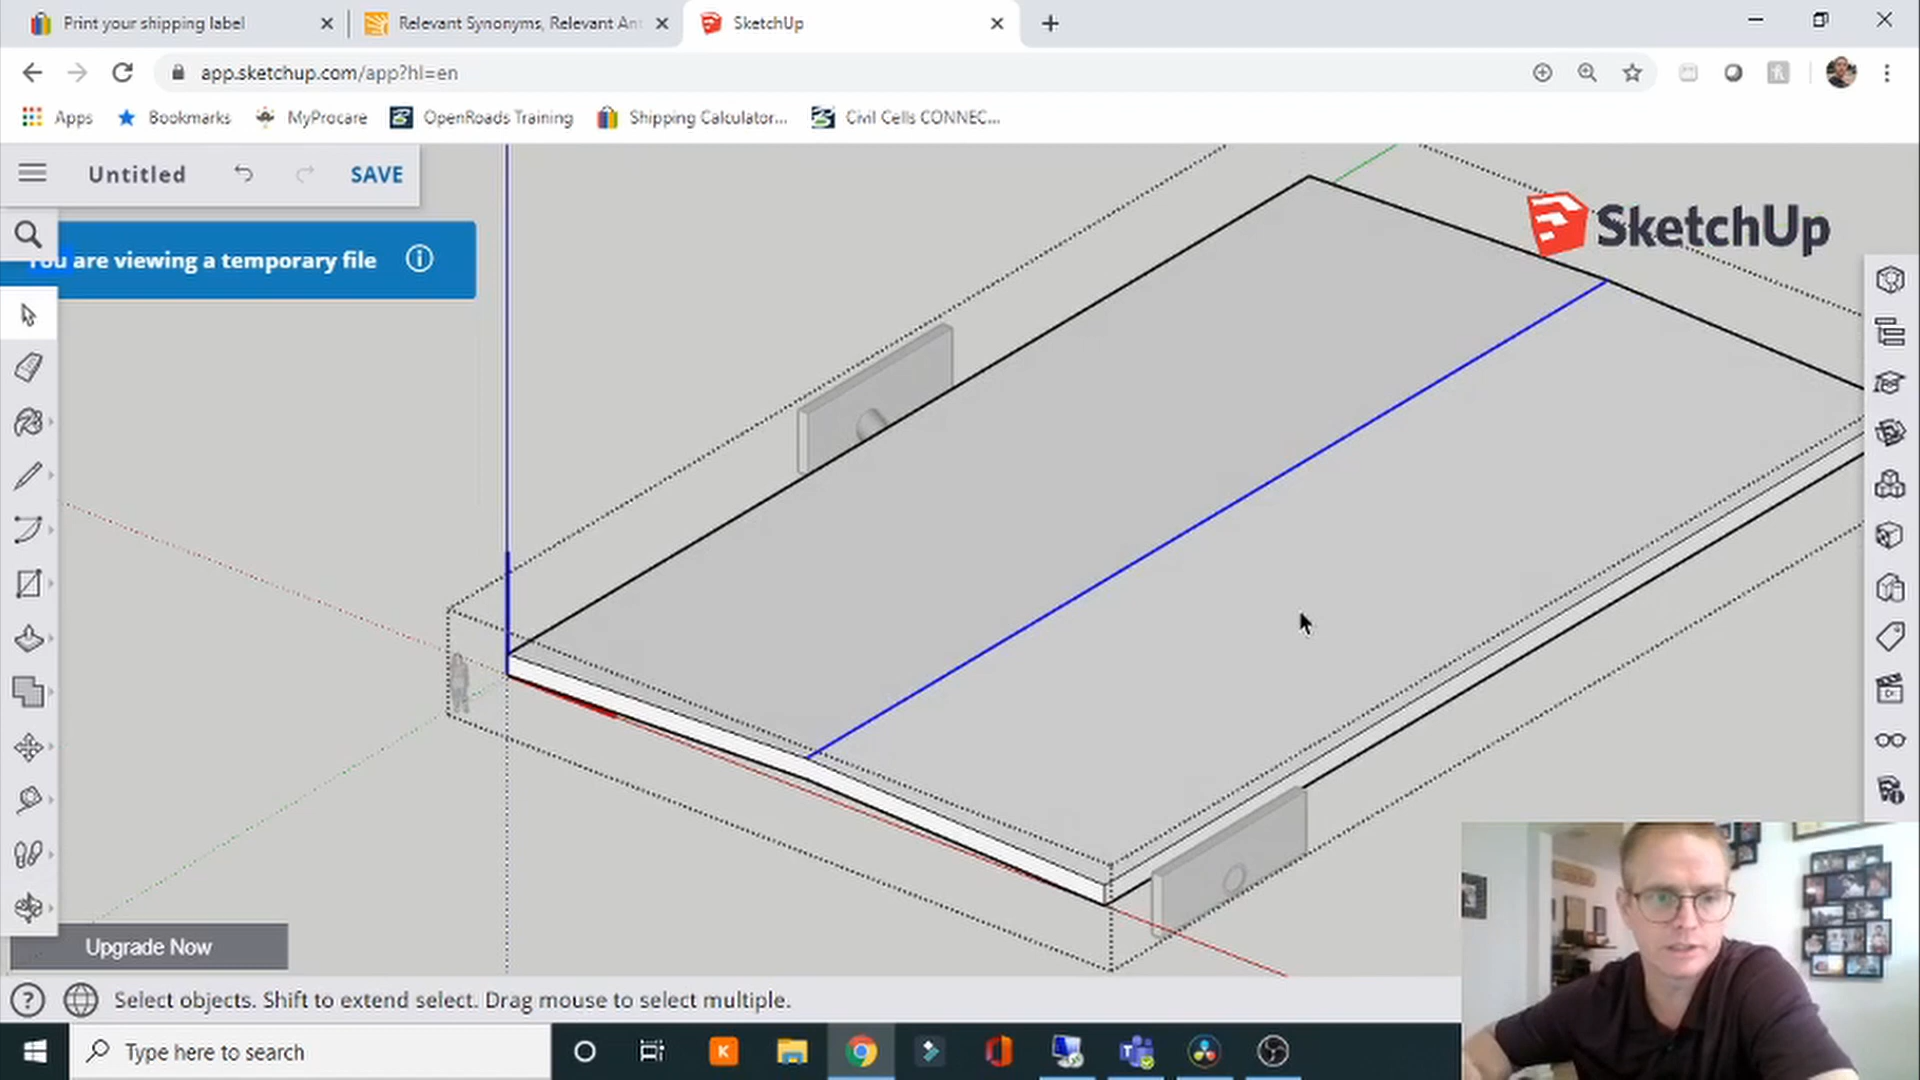 Print your shipping label
Relevant Synonyms, Relevant Ant
SketchUp
app.sketchup.com/app?hl=en
Apps
Bookmarks
MyProcare
OpenRoads Training
Shipping Calculator...
Civil Cells CONNEC...
Untitled
SAVE
SketchUp
You are viewing a temporary file
Upgrade Now
Select objects. Shift to extend select. Drag mouse to select multiple.
Type here to search